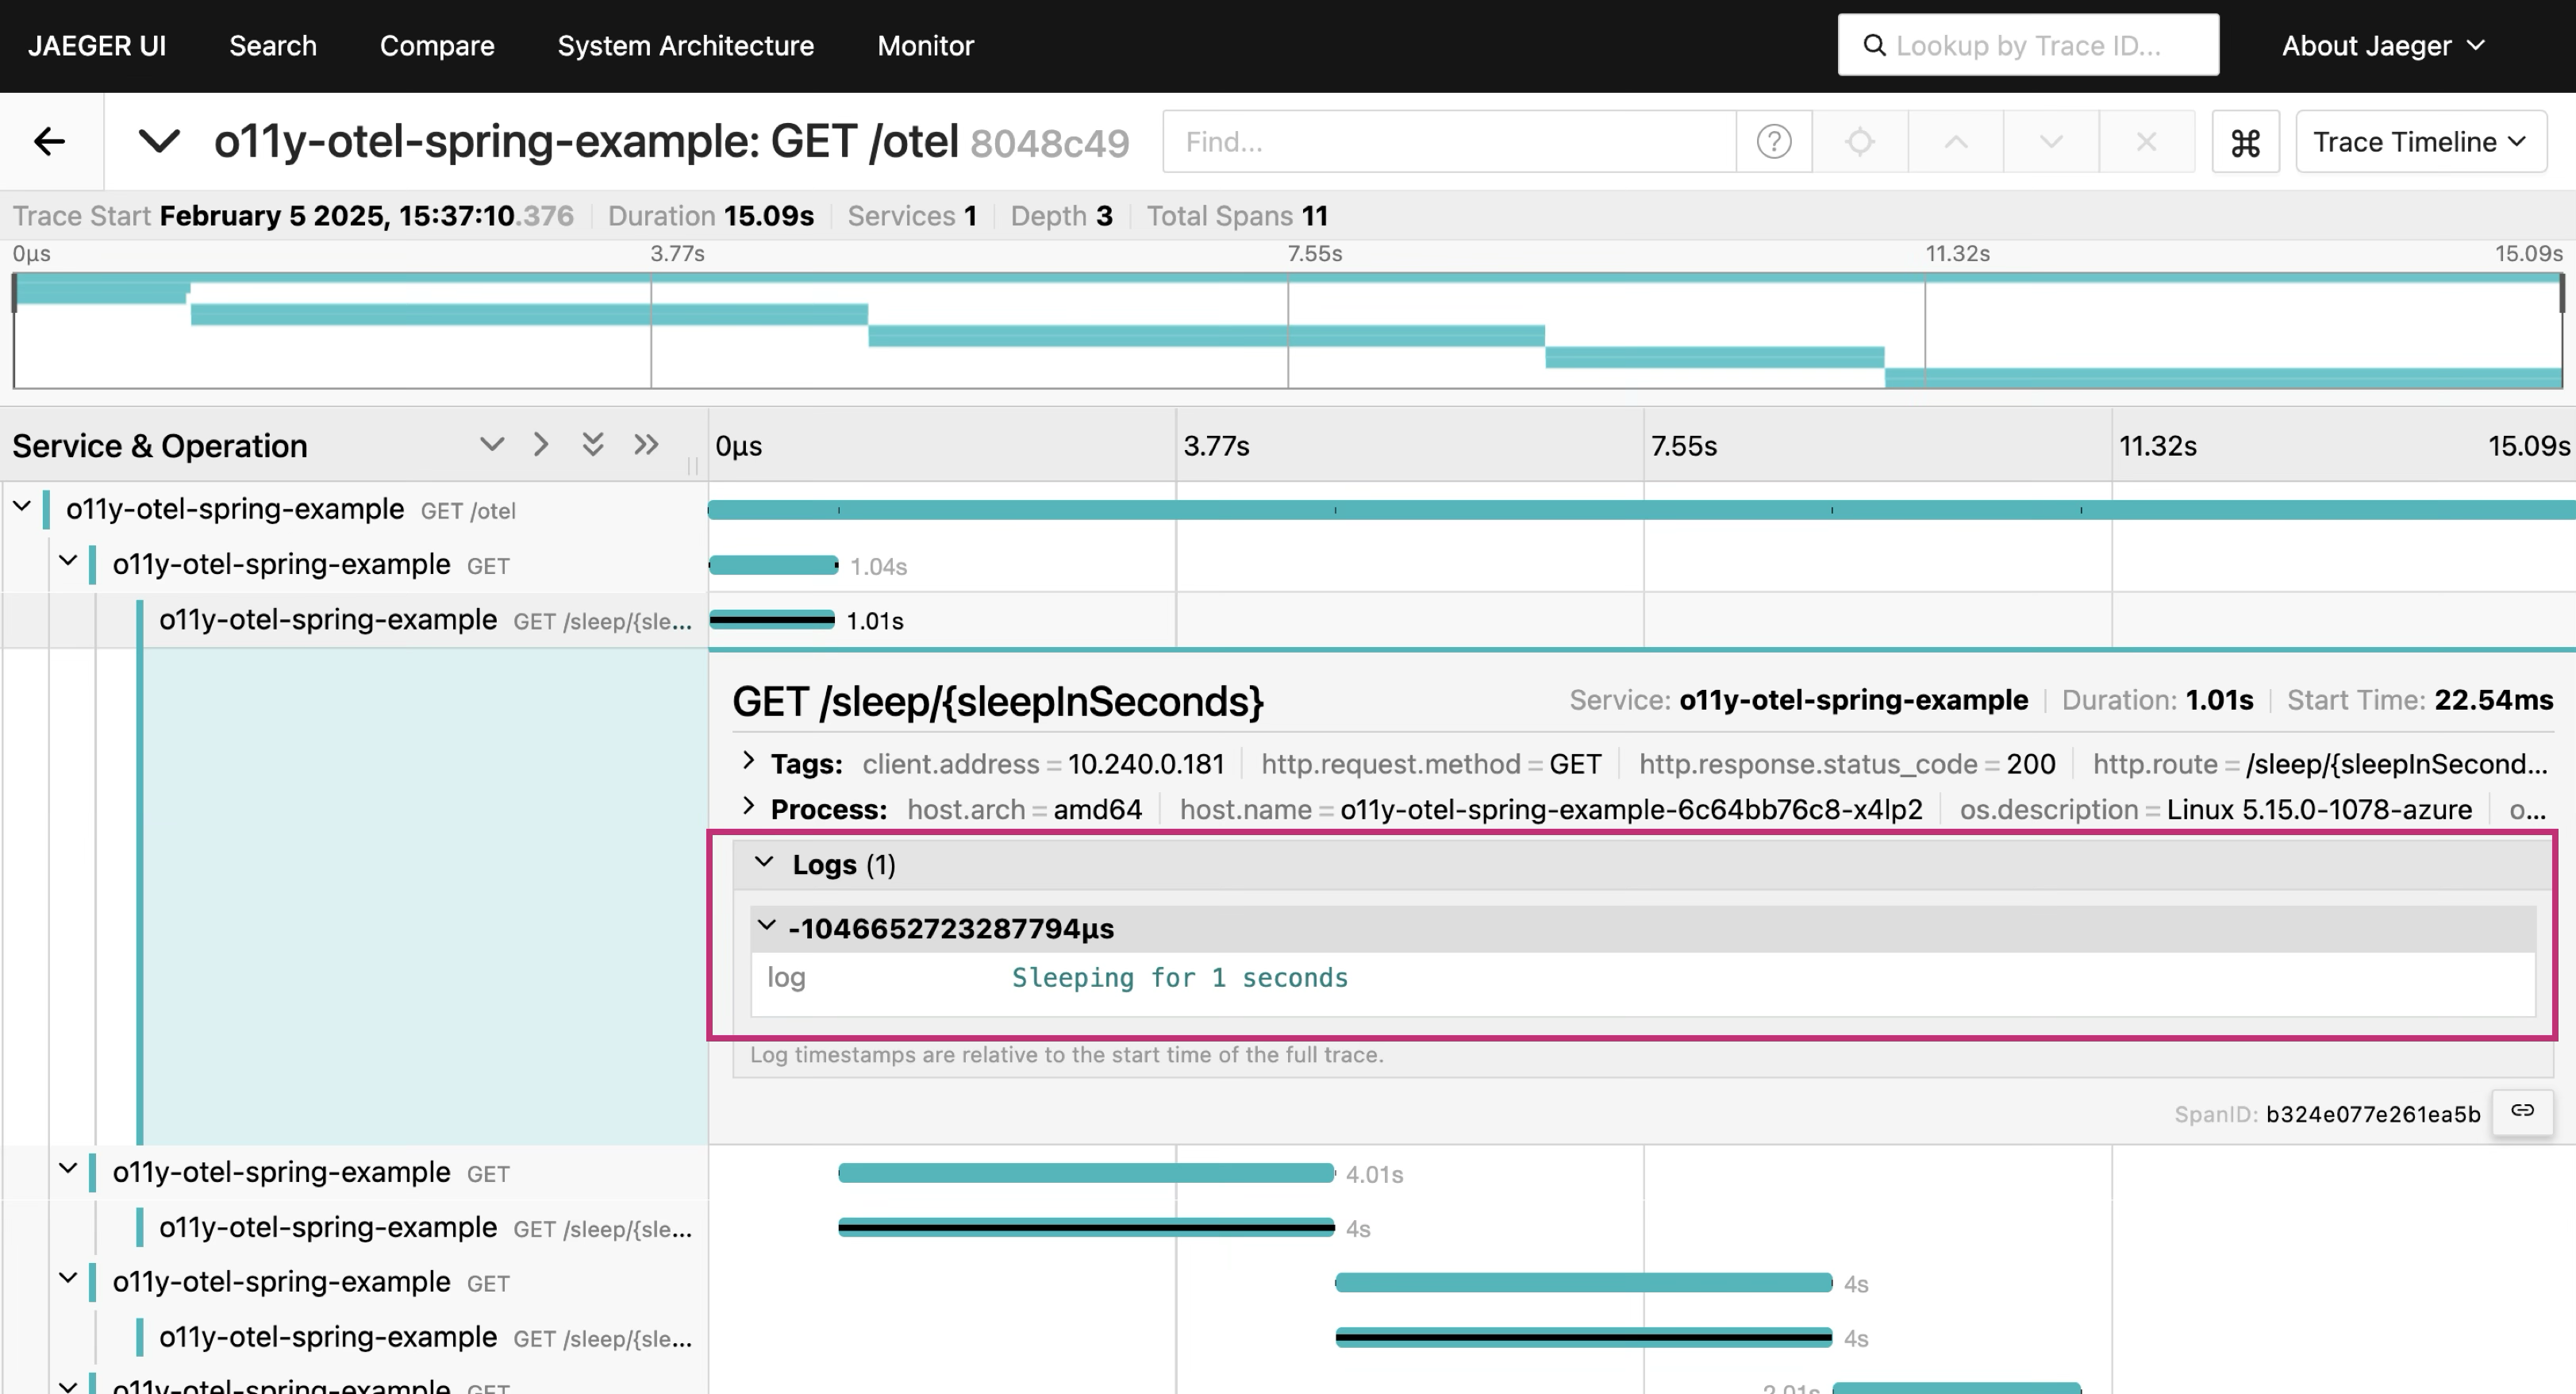 JAEGER UI Search Compare System Architecture Monitor Lookup by Trace ID... About Jaeger
o11y-otel-spring-example: GET /otel 8048c49 Find... Trace Timeline
Trace Start February 5 2025, 15:37:10.376 Duration 15.09s Services 1 Depth 3 Total Spans 11
0μs 3.77s 7.55s 11.32s 15.09s
Service & Operation 0μs 3.77s 7.55s 11.32s 15.09s
o11y-otel-spring-example GET /otel
o11y-otel-spring-example GET 1.04s
o11y-otel-spring-example GET /sleep/{sle... 1.01s
GET /sleep/{sleepInSeconds} Service: o11y-otel-spring-example Duration: 1.01s Start Time: 22.54ms
Tags: client.address = 10.240.0.181 http.request.method = GET http.response.status_code = 200 http.route = /sleep/{sleepInSecond...
Process: host.arch = amd64 host.name = o11y-otel-spring-example-6c64bb76c8-x4lp2 os.description = Linux 5.15.0-1078-azure o...
Logs (1)
-1046652723287794μs
log Sleeping for 1 seconds
Log timestamps are relative to the start time of the full trace.
SpanID: b324e077e261ea5b
o11y-otel-spring-example GET 4.01s
o11y-otel-spring-example GET /sleep/{sle... 4s
o11y-otel-spring-example GET 4s
o11y-otel-spring-example GET /sleep/{sle... 4s
o11y-otel-spring-example GET 2.01s